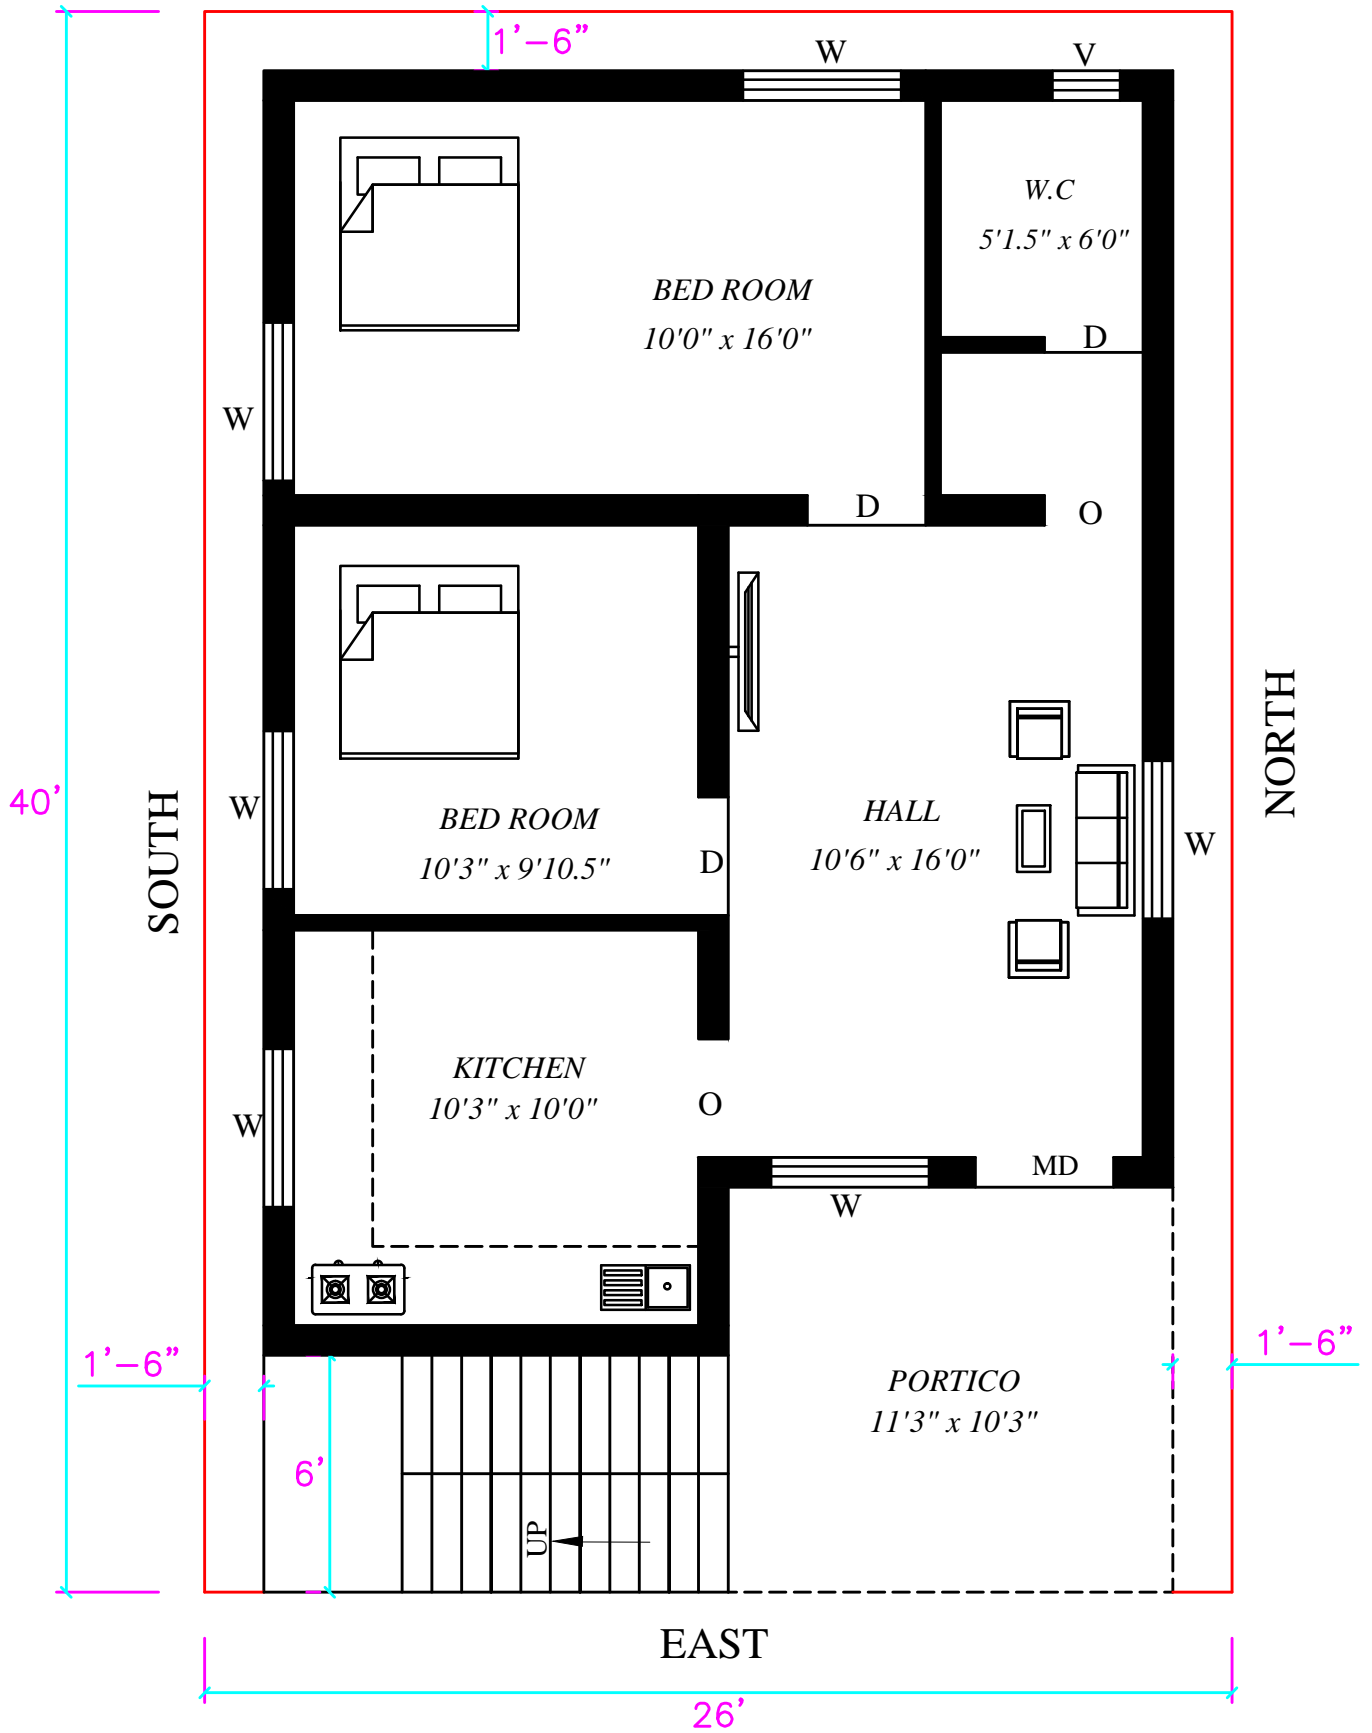 1'-6"
W
V
W.C
5'1.5" x 6'0"
BED ROOM
10'0" x 16'0"
D
W
D
O
NORTH
40'
SOUTH
W
BED ROOM
10'3" x 9'10.5"
D
HALL
10'6" x 16'0"
W
KITCHEN
10'3" x 10'0"
O
W
MD
W
1'-6"
1'-6"
PORTICO
11'3" x 10'3"
6'
UP
EAST
26'